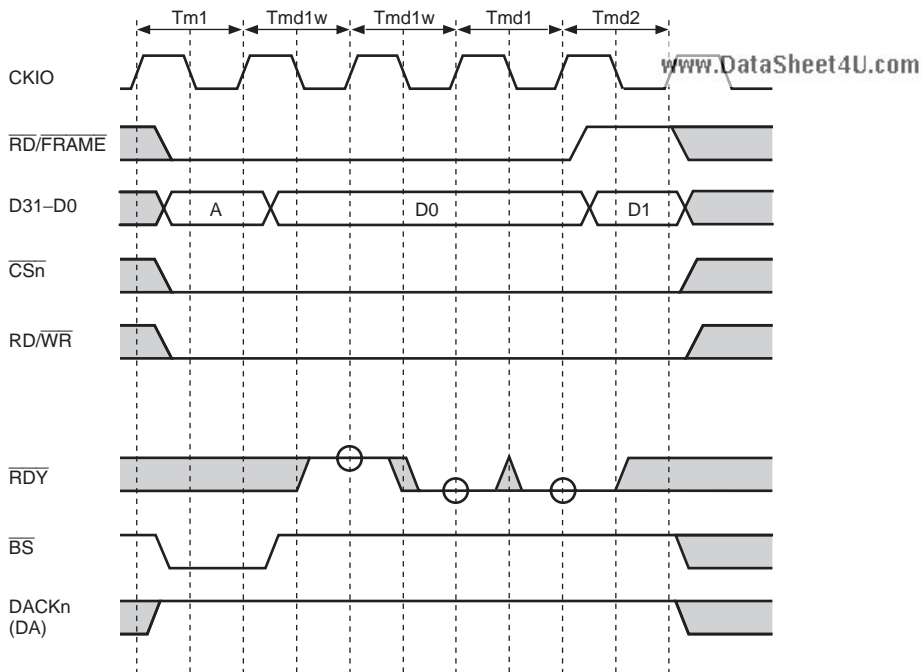 Tm1 Tmd1w Tmd1w Tmd1 Tmd2
CKIO
www.DataSheet4U.com
RD/FRAME
D31–D0
A
D0
D1
CSn
RD/WR
RDY
BS
DACKn
(DA)